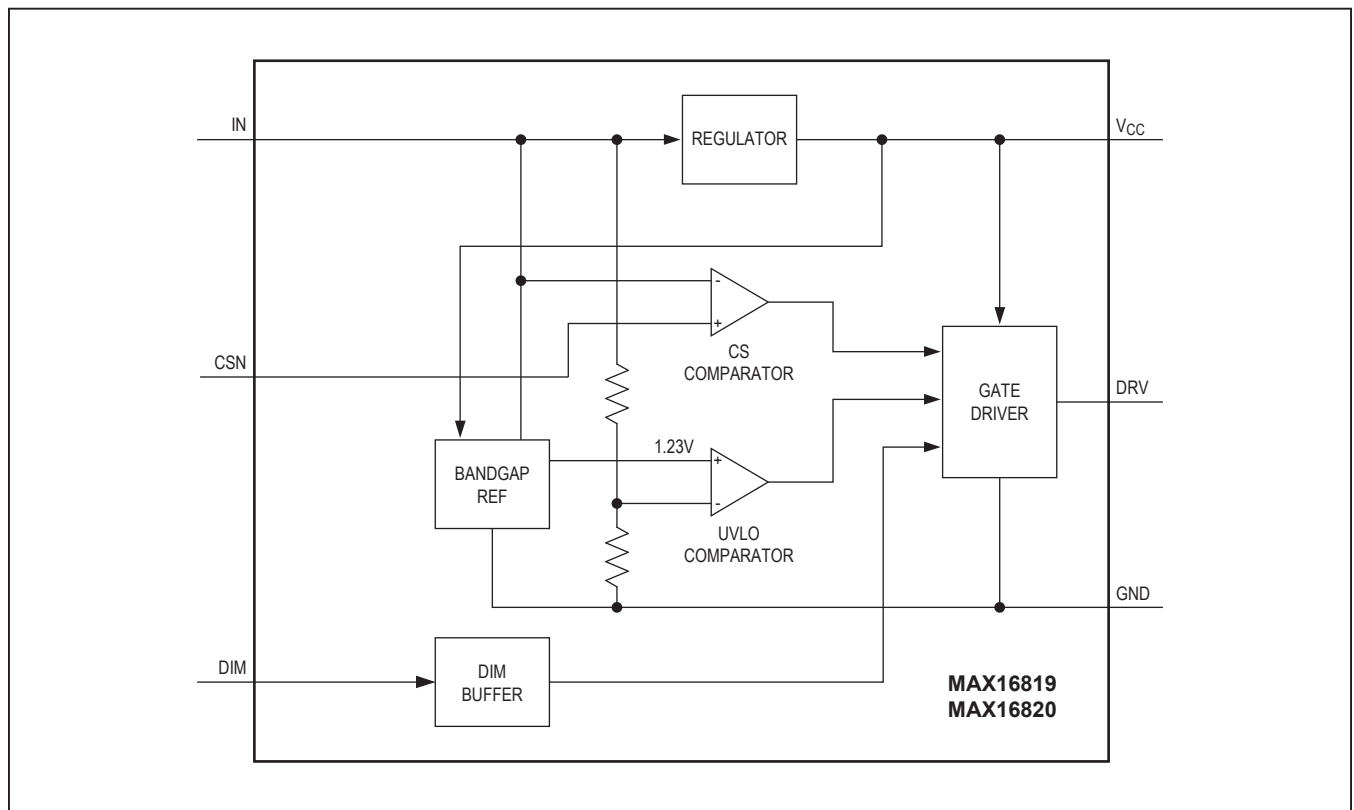 IN
REGULATOR
VCC
-
+
CS
COMPARATOR
CSN
GATE
DRIVER
DRV
1.23V
BANDGAP
REF
+
-
UVLO
COMPARATOR
GND
DIM
DIM
BUFFER
MAX16819
MAX16820